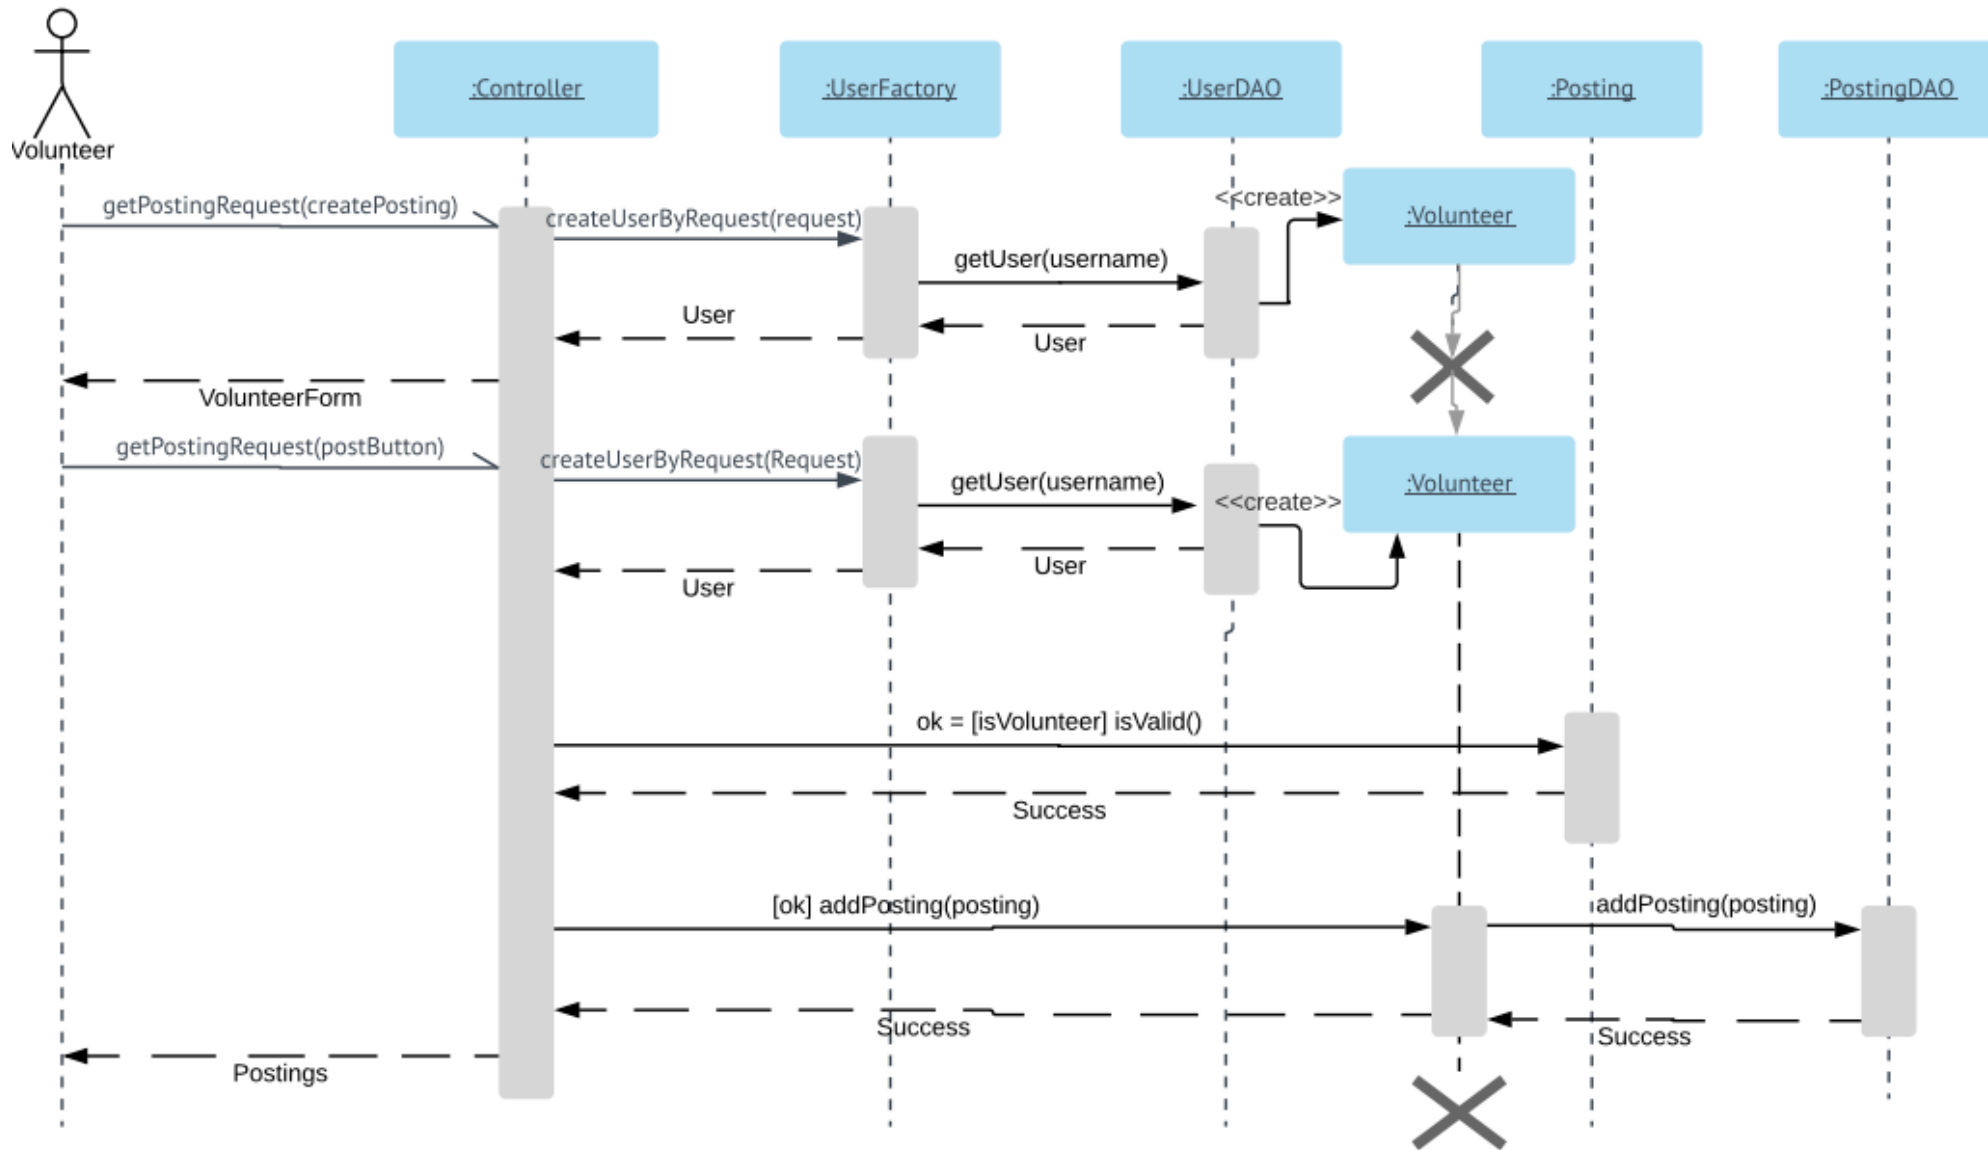 :Controller
:UserFactory
:UserDAO
:Posting
:PostingDAO
Volunteer
<<create>>
:Volunteer
getPostingRequest(createPosting)
createUserByRequest(request)
getUser(username)
User
User
VolunteerForm
getPostingRequest(postButton)
createUserByRequest(Request)
getUser(username)
<<create>>
:Volunteer
User
User
ok = [isVolunteer] isValid()
Success
[ok] addPosting(posting)
addPosting(posting)
Success
Success
Postings